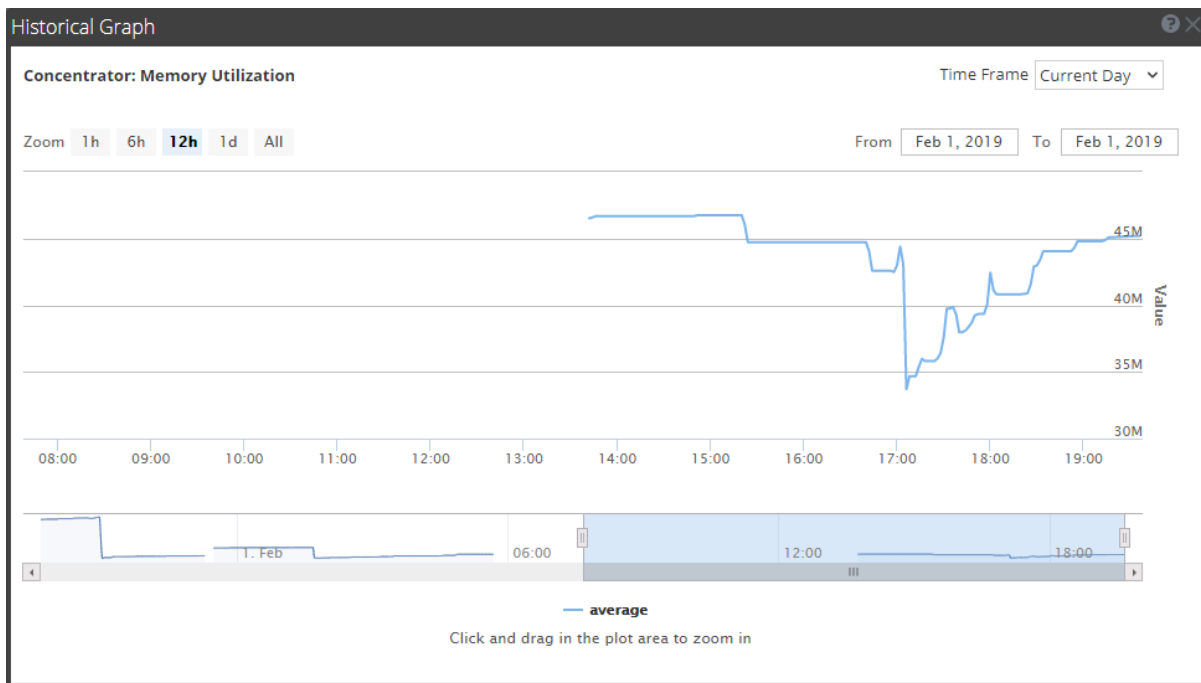 Historical Graph
Concentrator: Memory Utilization
Time Frame Current Day
Zoom 1h 6h 12h 1d All
From Feb 1, 2019 To Feb 1, 2019
45M
40M
Value
35M
30M
08:00 09:00 10:00 11:00 12:00 13:00 14:00 15:00 16:00 17:00 18:00 19:00
1. Feb 06:00 12:00 18:00
average
Click and drag in the plot area to zoom in